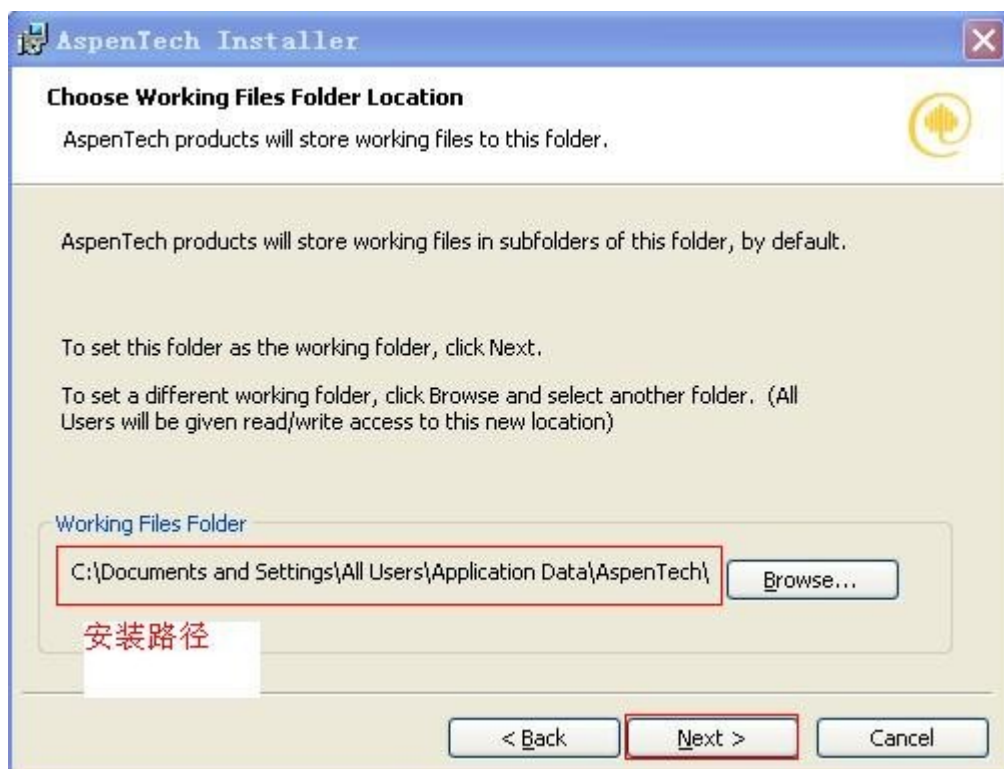 AspenTech Installer
Choose Working Files Folder Location
AspenTech products will store working files to this folder.
AspenTech products will store working files in subfolders of this folder, by default.
To set this folder as the working folder, click Next.
To set a different working folder, click Browse and select another folder. (All
Users will be given read/write access to this new location)
Working Files Folder
C:\Documents and Settings\All Users\Application Data\AspenTech\
Browse...
安装路径
< Back
Next >
Cancel